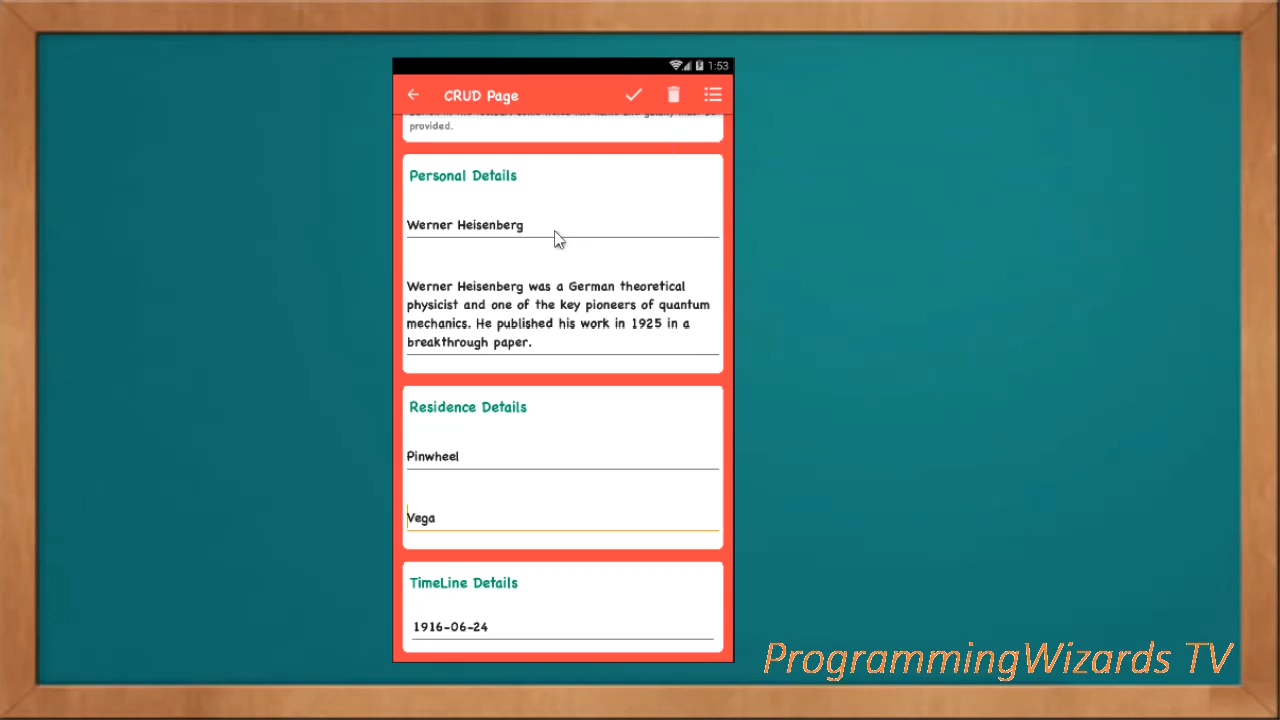 1:53
CRUD Page
provided.
Personal Details
Werner Heisenberg
Werner Heisenberg was a German theoretical
physicist and one of the key pioneers of quantum
mechanics. He published his work in 1925 in a
breakthrough paper.
Residence Details
Pinwheel
Vega
TimeLine Details
1916-06-24
ProgrammingWizards TV